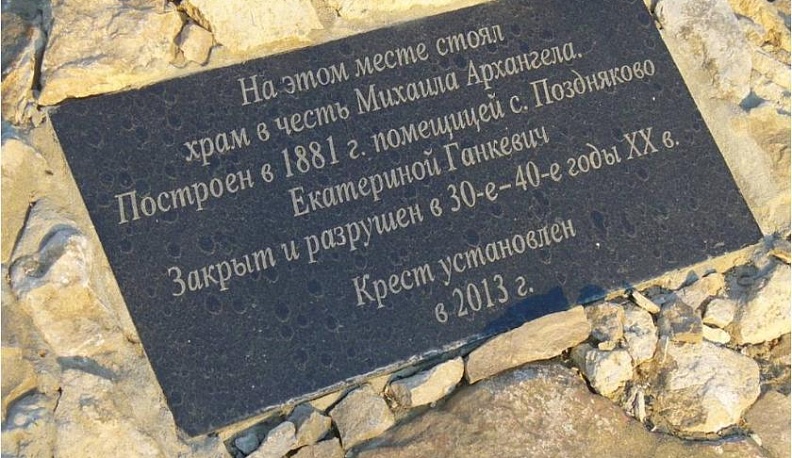 На этом месте стоял
храм в честь Михаила Архангела.
Построен в 1881 г. помещицей с. Поздняково
Екатериной Ганкевич
Закрыт и разрушен в 30-е–40-е годы XX в.
Крест установлен
в 2013 г.